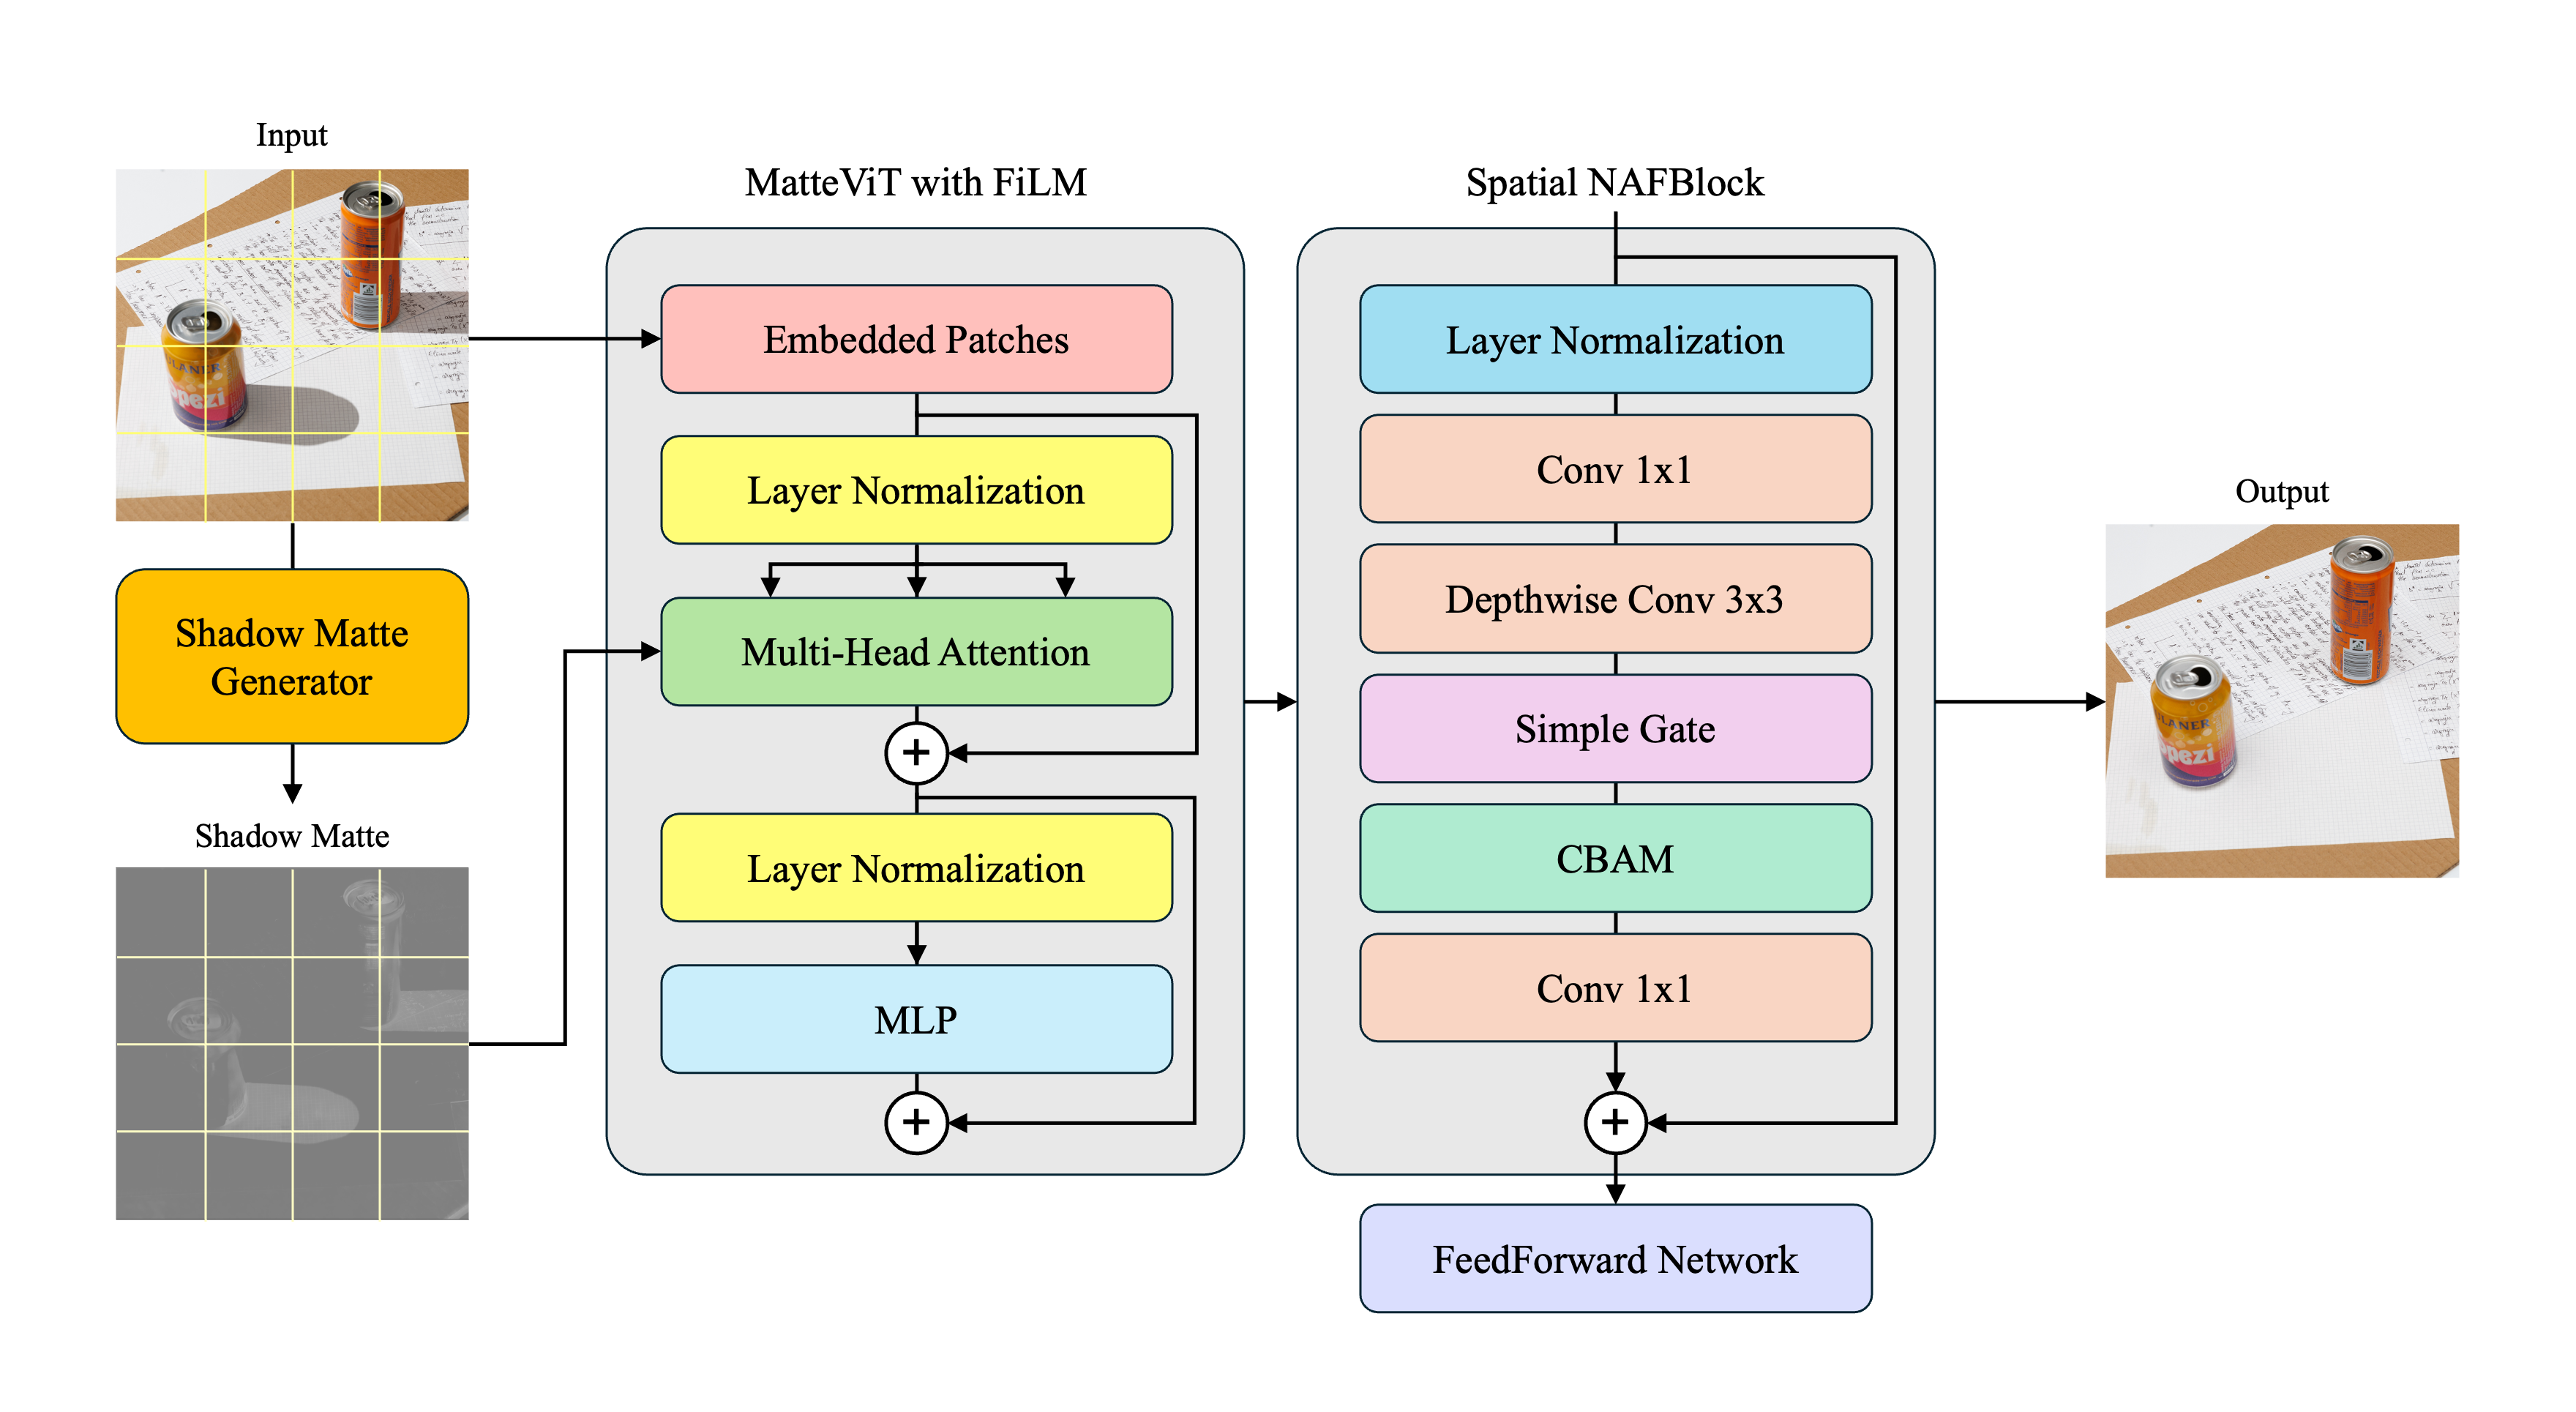 Input
Shadow Matte
Generator
Shadow Matte
MatteViT with FiLM
Embedded Patches
Layer Normalization
Multi-Head Attention
+
Layer Normalization
MLP
+
Spatial NAFBlock
Layer Normalization
Conv 1x1
Depthwise Conv 3x3
Simple Gate
CBAM
Conv 1x1
+
FeedForward Network
Output